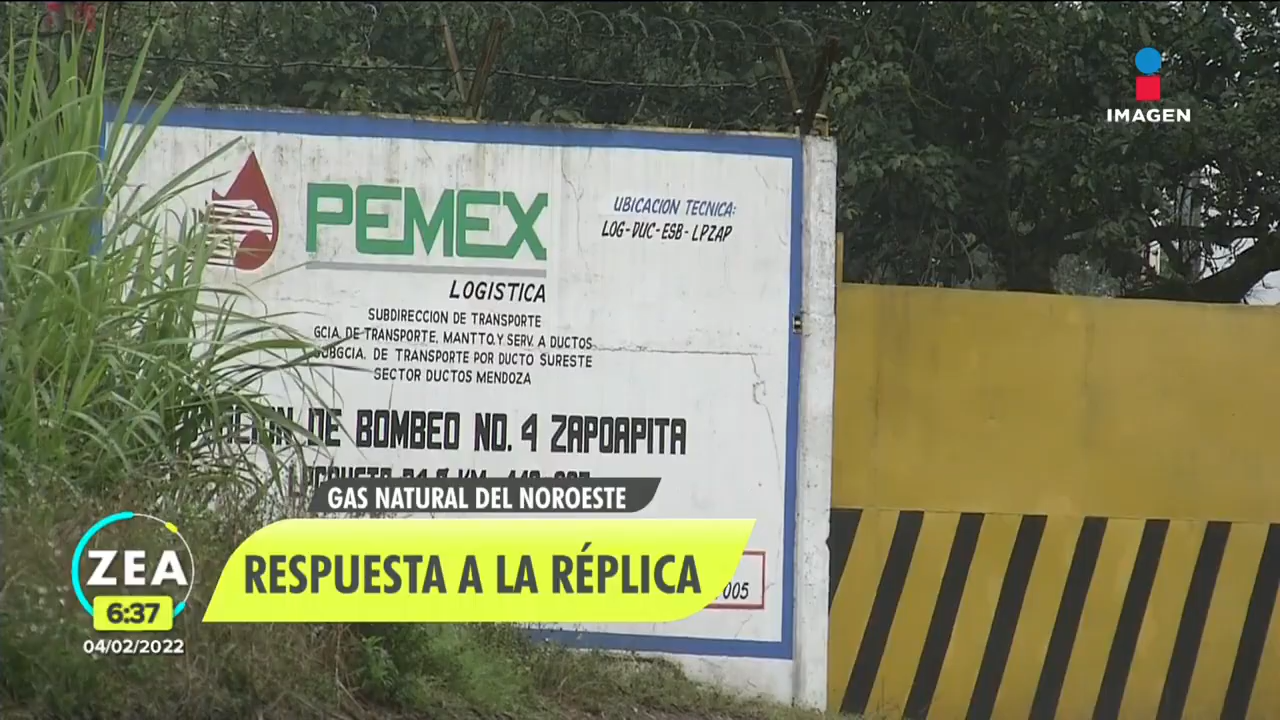 IMAGEN
PEMEX
UBICACION TECNICA:
LOG-DUC-ESB-LPZAP
LOGISTICA
SUBDIRECCION DE TRANSPORTE
GCIA. DE TRANSPORTE, MANTTO. Y SERV. A DUCTOS
SUBGCIA. DE TRANSPORTE POR DUCTO SURESTE
SECTOR DUCTOS MENDOZA
DE BOMBEO NO. 4 ZAPOAPITA
GAS NATURAL DEL NOROESTE
RESPUESTA A LA RÉPLICA
005
ZEA
6:37
04/02/2022